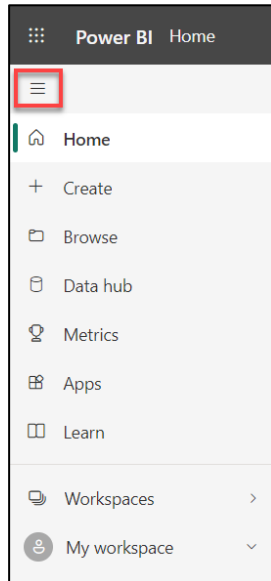 Power BI Home
Home
Create
Browse
Data hub
Metrics
Apps
Learn
Workspaces
My workspace